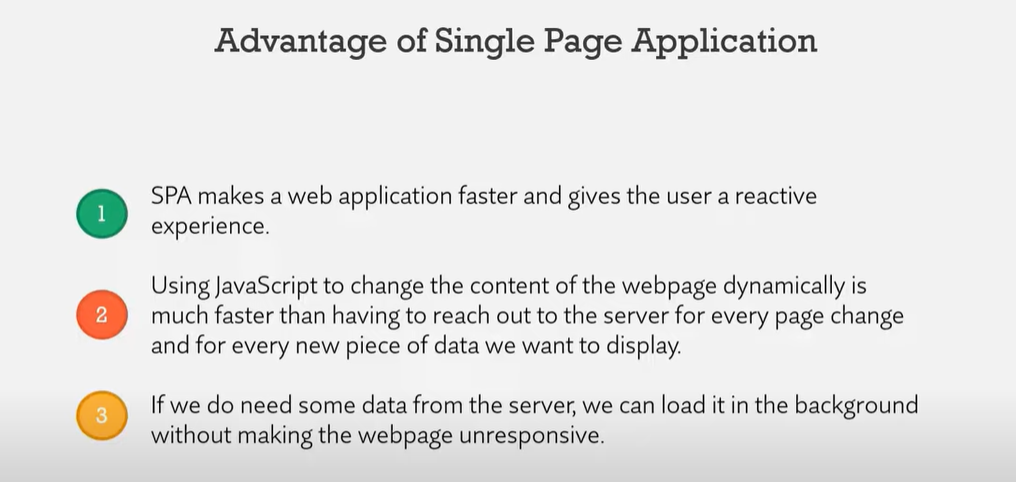 Advantage of Single Page Application
1
SPA makes a web application faster and gives the user a reactive
experience.
2
Using JavaScript to change the content of the webpage dynamically is
much faster than having to reach out to the server for every page change
and for every new piece of data we want to display.
3
If we do need some data from the server, we can load it in the background
without making the webpage unresponsive.